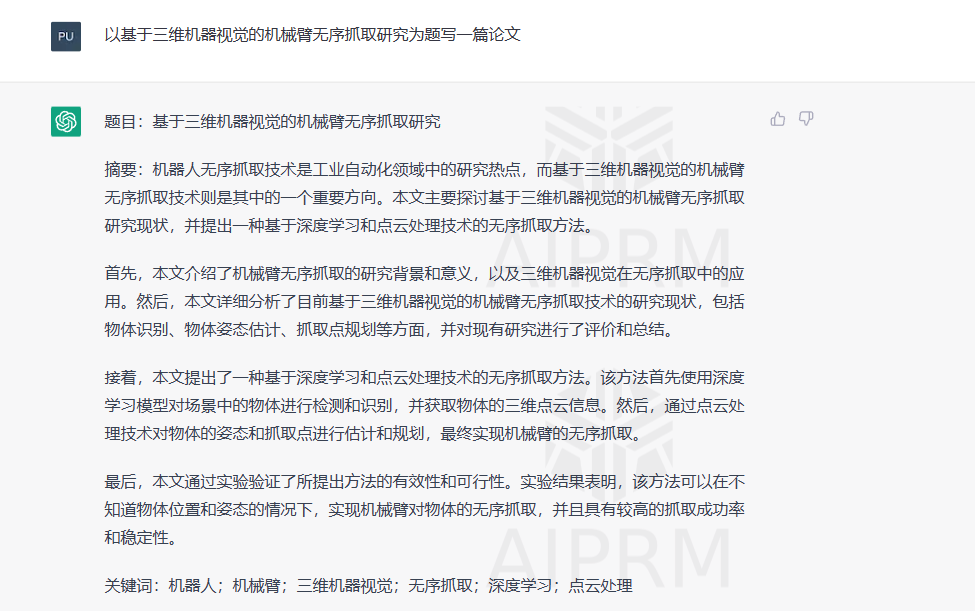 PU
以基于三维机器视觉的机械臂无序抓取研究为题写一篇论文
题目：基于三维机器视觉的机械臂无序抓取研究
摘要：机器人无序抓取技术是工业自动化领域中的研究热点，而基于三维机器视觉的机械臂
无序抓取技术则是其中的一个重要方向。本文主要探讨基于三维机器视觉的机械臂无序抓取
研究现状，并提出一种基于深度学习和点云处理技术的无序抓取方法。
AIPRM
首先，本文介绍了机械臂无序抓取的研究背景和意义，以及三维机器视觉在无序抓取中的应
用。然后，本文详细分析了目前基于三维机器视觉的机械臂无序抓取技术的研究现状，包括
物体识别、物体姿态估计、抓取点规划等方面，并对现有研究进行了评价和总结。
接着，本文提出了一种基于深度学习和点云处理技术的无序抓取方法。该方法首先使用深度
学习模型对场景中的物体进行检测和识别，并获取物体的三维点云信息。然后，通过点云处
理技术对物体的姿态和抓取点进行估计和规划，最终实现机械臂的无序抓取。
最后，本文通过实验验证了所提出方法的有效性和可行性。实验结果表明，该方法可以在不
知道物体位置和姿态的情况下，实现机械臂对物体的无序抓取，并且具有较高的抓取成功率
和稳定性。
AIPRM
关键词：机器人；机械臂；三维机器视觉；无序抓取；深度学习；点云处理